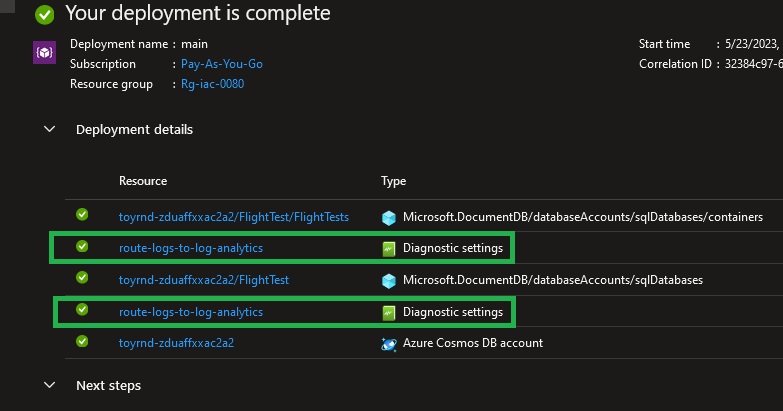 Your deployment is complete
Deployment name : main
Subscription : Pay-As-You-Go
Resource group : Rg-iac-0080
Start time : 5/23/2023,
Correlation ID : 32384c97-6
Deployment details
Resource Type
toyrnd-zduaffxxac2a2/FlightTest/FlightTests Microsoft.DocumentDB/databaseAccounts/sqlDatabases/containers
route-logs-to-log-analytics Diagnostic settings
toyrnd-zduaffxxac2a2/FlightTest Microsoft.DocumentDB/databaseAccounts/sqlDatabases
route-logs-to-log-analytics Diagnostic settings
toyrnd-zduaffxxac2a2 Azure Cosmos DB account
Next steps